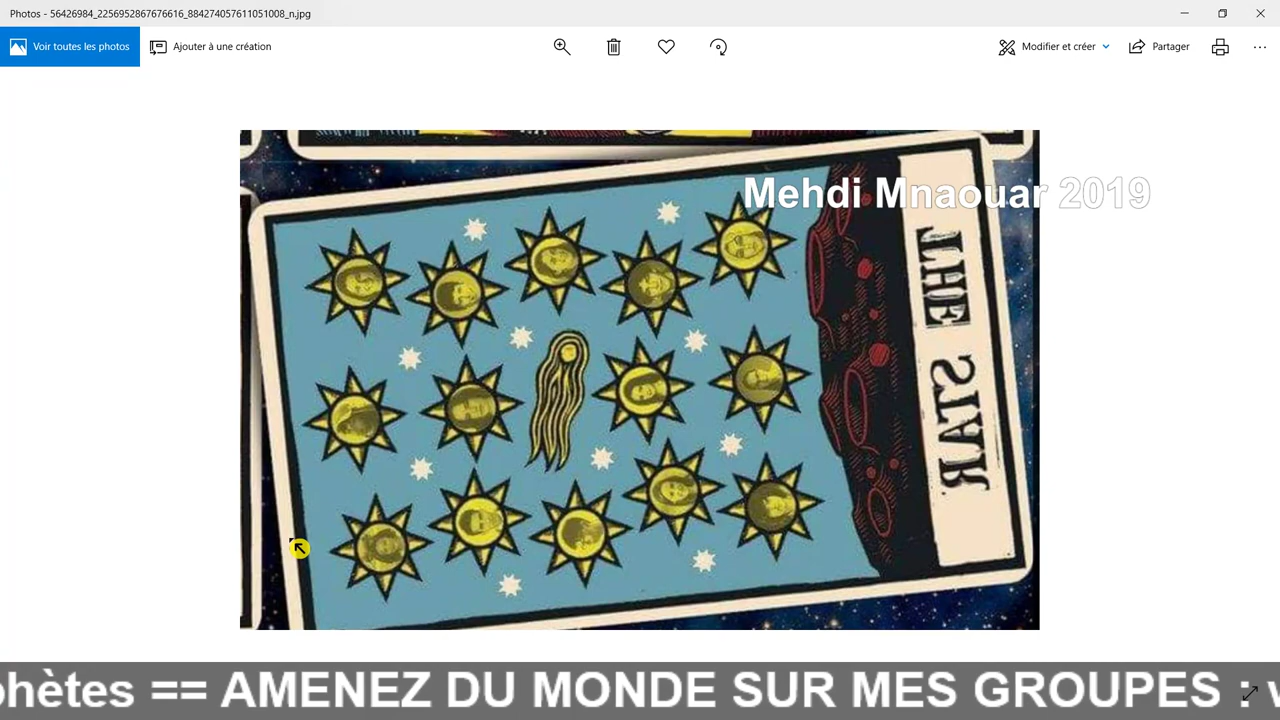 Photos - 56426984_2256952867676616_884274057611051008_n.jpg
Voir toutes les photos
Ajouter à une création
Modifier et créer
Partager
Mehdi Mnaouar 2019
THE STAR
== AMENEZ DU MONDE SUR MES GROUPES :